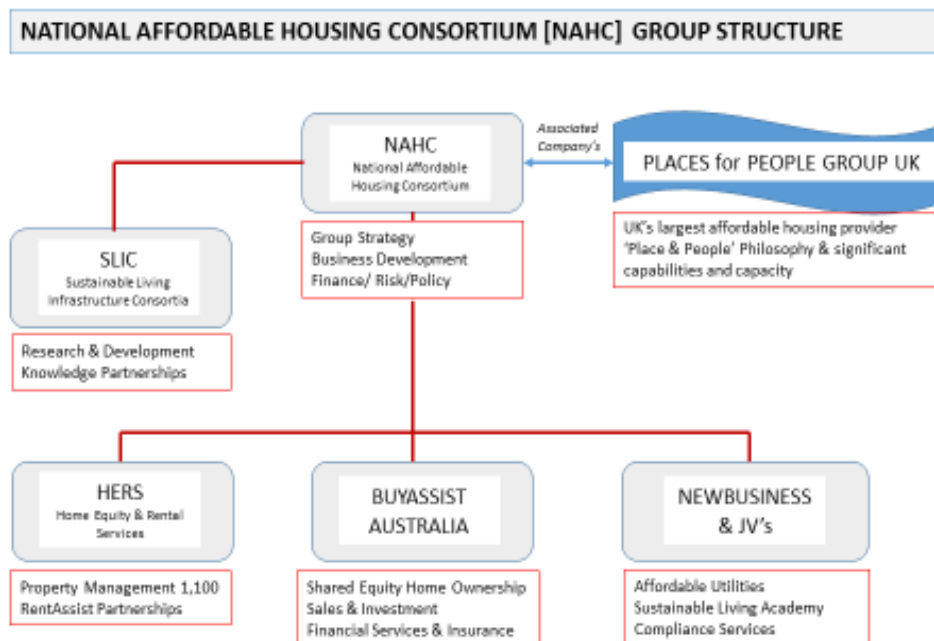 NATIONAL AFFORDABLE HOUSING CONSORTIUM [NAHC] GROUP STRUCTURE
NAHC
National Affordable
Housing Consortium
Associated
Company's
PLACES for PEOPLE GROUP UK
Group Strategy
Business Development
Finance/ Risk/Policy
UK's largest affordable housing provider
'Place & People' Philosophy & significant
capabilities and capacity
SLIC
Sustainable Living
Infrastructure Consortia
Research & Development
Knowledge Partnerships
HERS
Home Equity & Rental
Services
Property Management 1,100
RentAssist Partnerships
BUYASSIST
AUSTRALIA
Shared Equity Home Ownership
Sales & Investment
Financial Services & Insurance
NEWBUSINESS
& JV's
Affordable Utilities
Sustainable Living Academy
Compliance Services